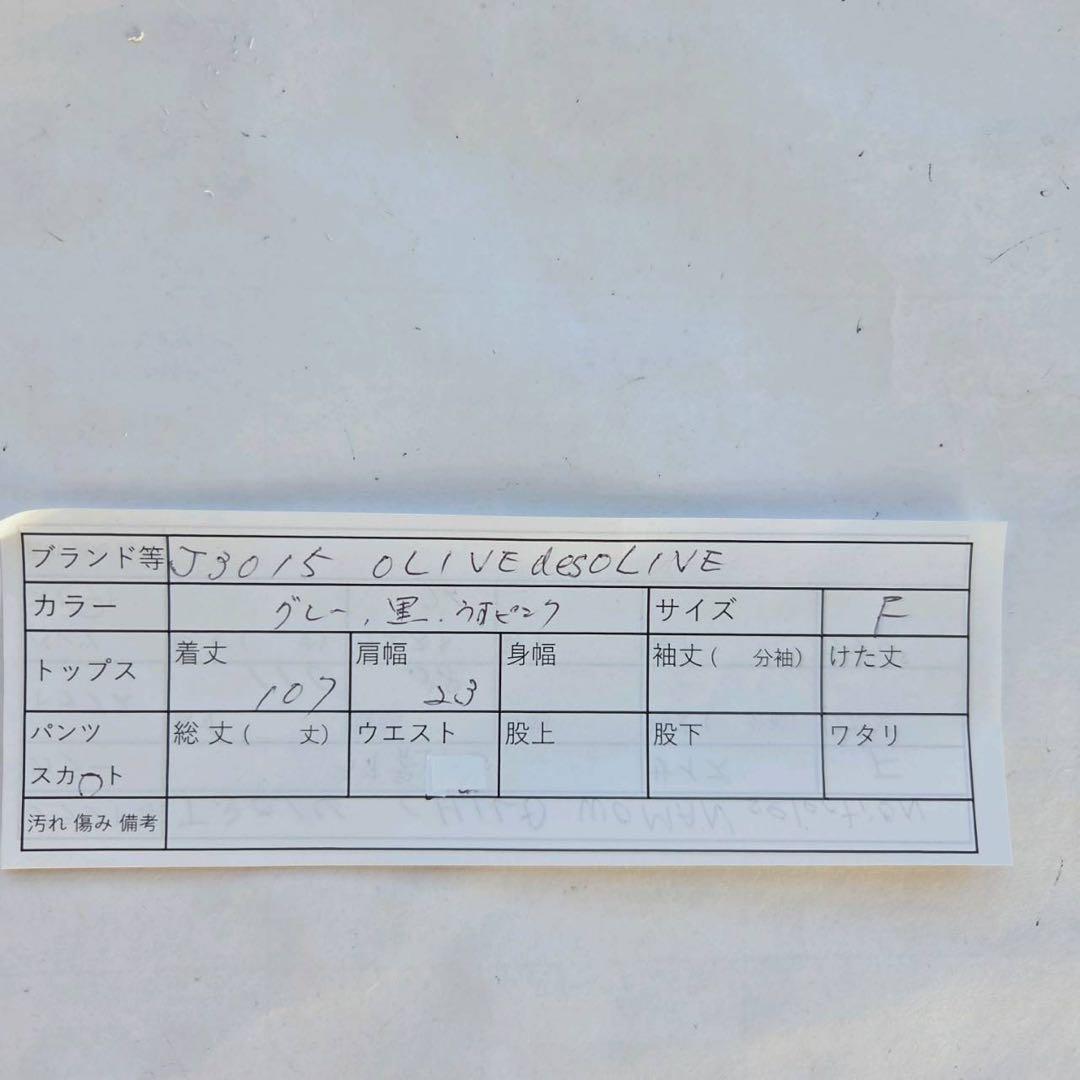 ブランド等 J3015 OLIVEdesOLIVE
カラー グレー、黒、うすピンク サイズ F
トップス 着丈 107 肩幅 23 身幅 袖丈( 分袖) けた丈
パンツ 総丈( 丈) ウエスト 股上 股下 ワタリ
スカート
汚れ 傷み 備考